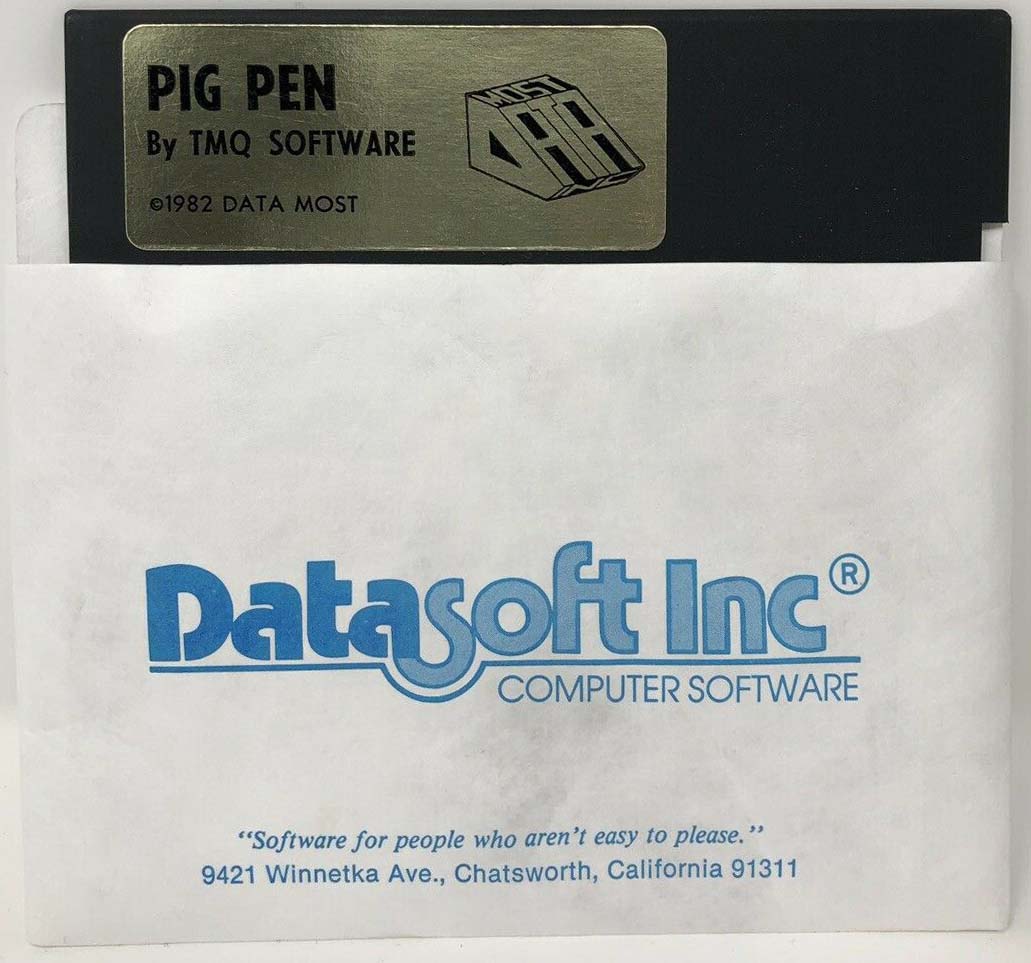 PIG PEN
By TMQ SOFTWARE
©1982 DATA MOST
MOST
DATA
INC
Datasoft Inc®
COMPUTER SOFTWARE
“Software for people who aren’t easy to please.”
9421 Winnetka Ave., Chatsworth, California 91311